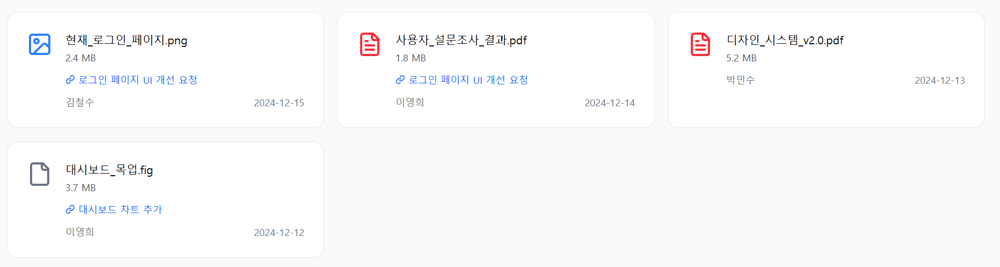 현재_로그인_페이지.png
2.4 MB
로그인 페이지 UI 개선 요청
김철수 2024-12-15
사용자_설문조사_결과.pdf
1.8 MB
로그인 페이지 UI 개선 요청
이영희 2024-12-14
디자인_시스템_v2.0.pdf
5.2 MB
박민수 2024-12-13
대시보드_목업.fig
3.7 MB
대시보드 차트 추가
이영희 2024-12-12